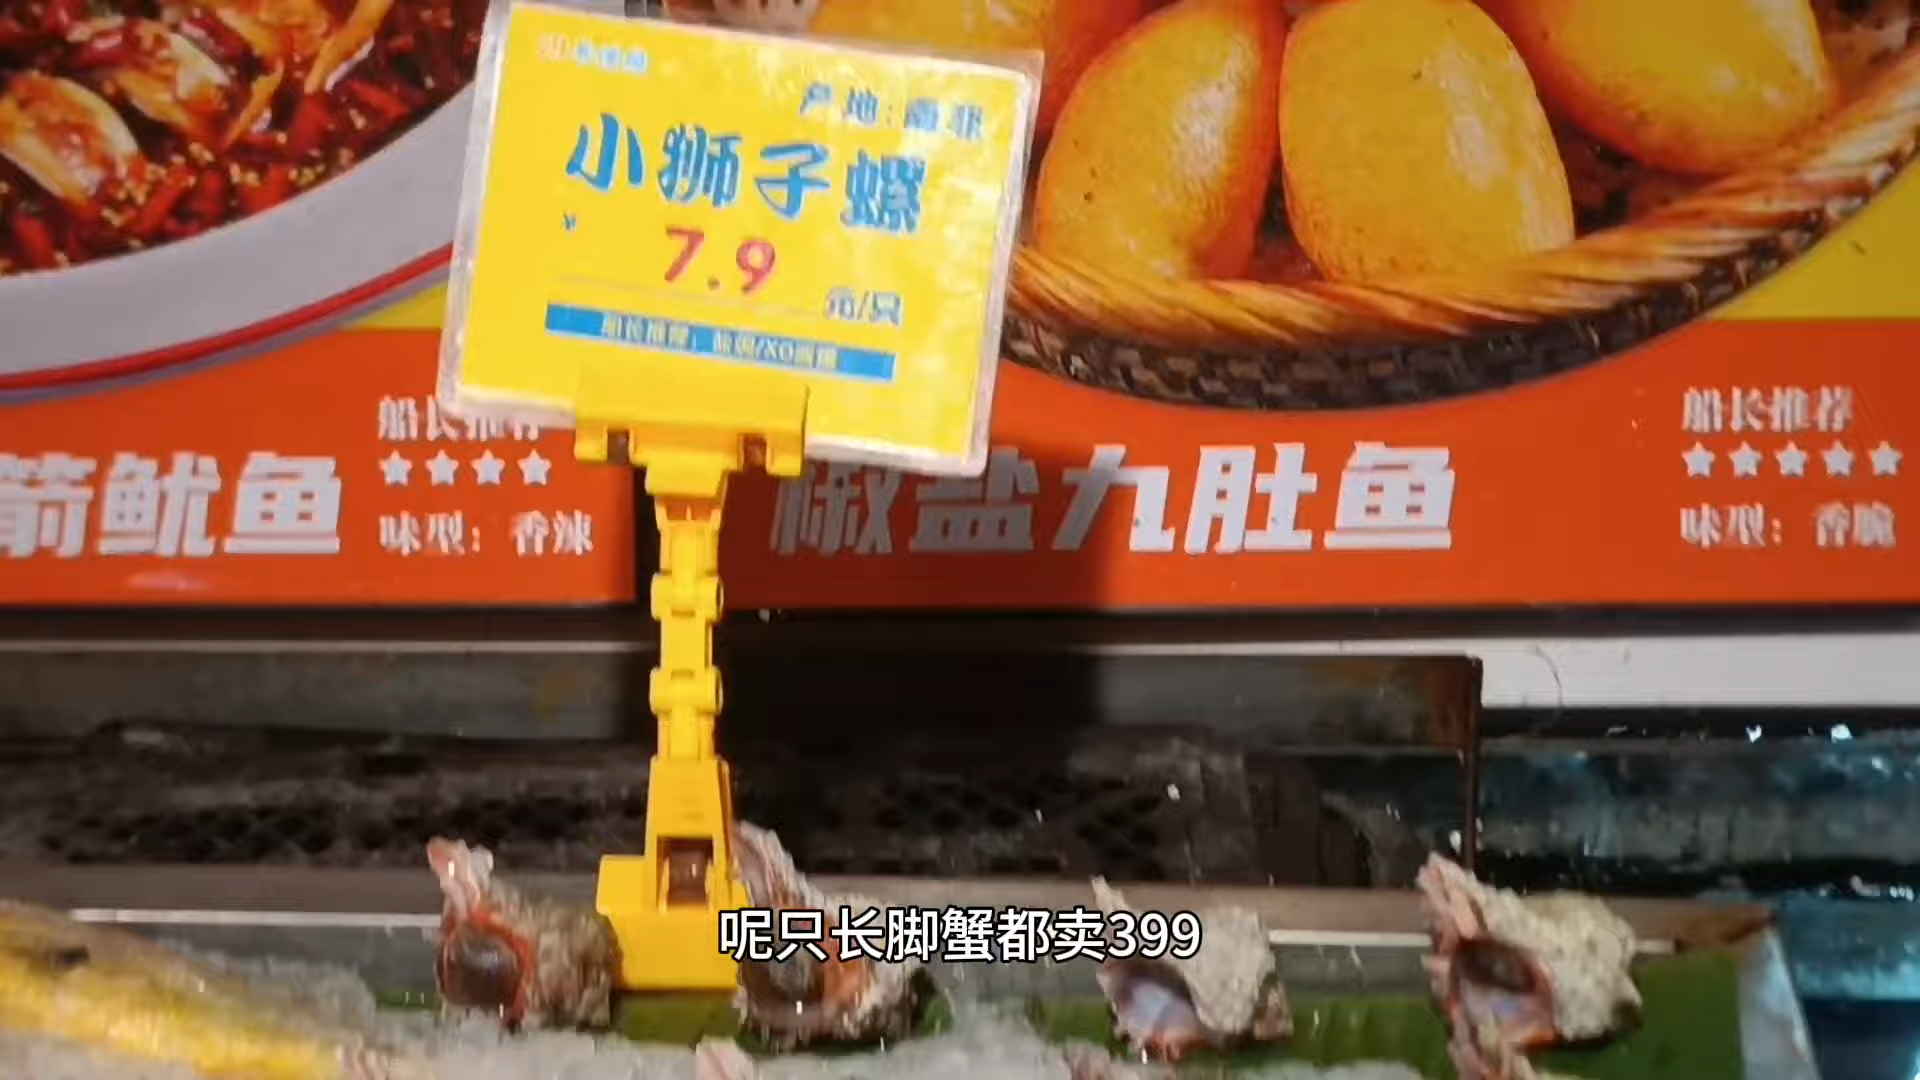 产地:南非
小狮子螺
¥
7.9
元/只
船长推荐
箭鱿鱼
味型：香辣
椒盐九肚鱼
船长推荐
味型：香脆
呢只长脚蟹都卖399